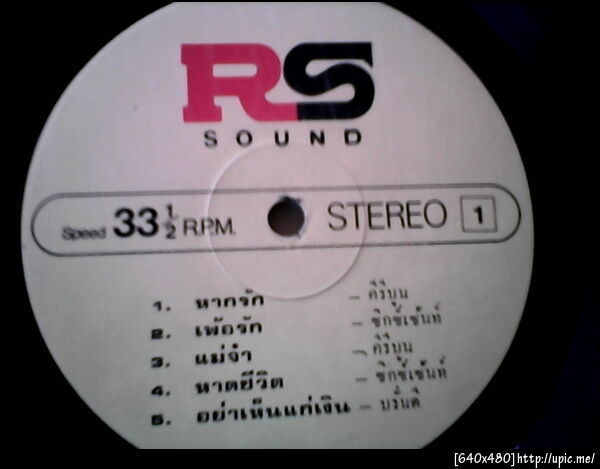 RS
SOUND
Speed 33 1/2 R.P.M. STEREO 1
1. หากรัก – คีรีบูน
2. เพ้อรัก – ซิกซ์เซ้นท์
3. แม่จ๋า – คีรีบูน
4. หาดชีวิต – ซิกซ์เซ้นท์
5. อย่าเห็นแก่เงิน – บรั่นดี
[640x480]http://upic.me/